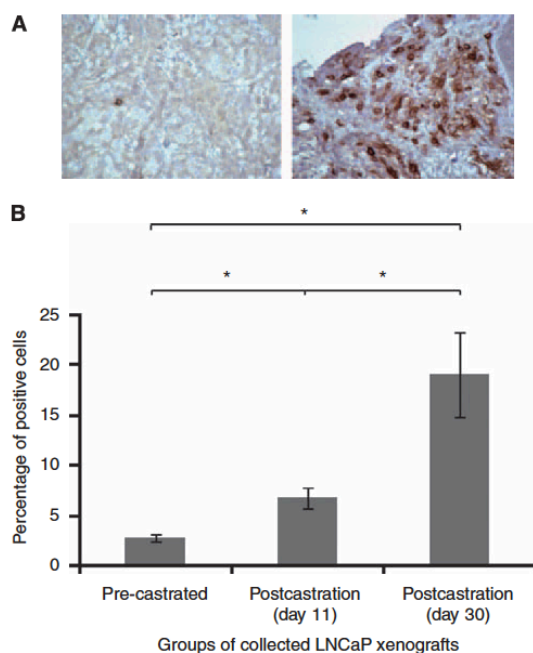 A
B
*
* *
Percentage of positive cells
25
20
15
10
5
0
Pre-castrated
Postcastration
(day 11)
Postcastration
(day 30)
Groups of collected LNCaP xenografts